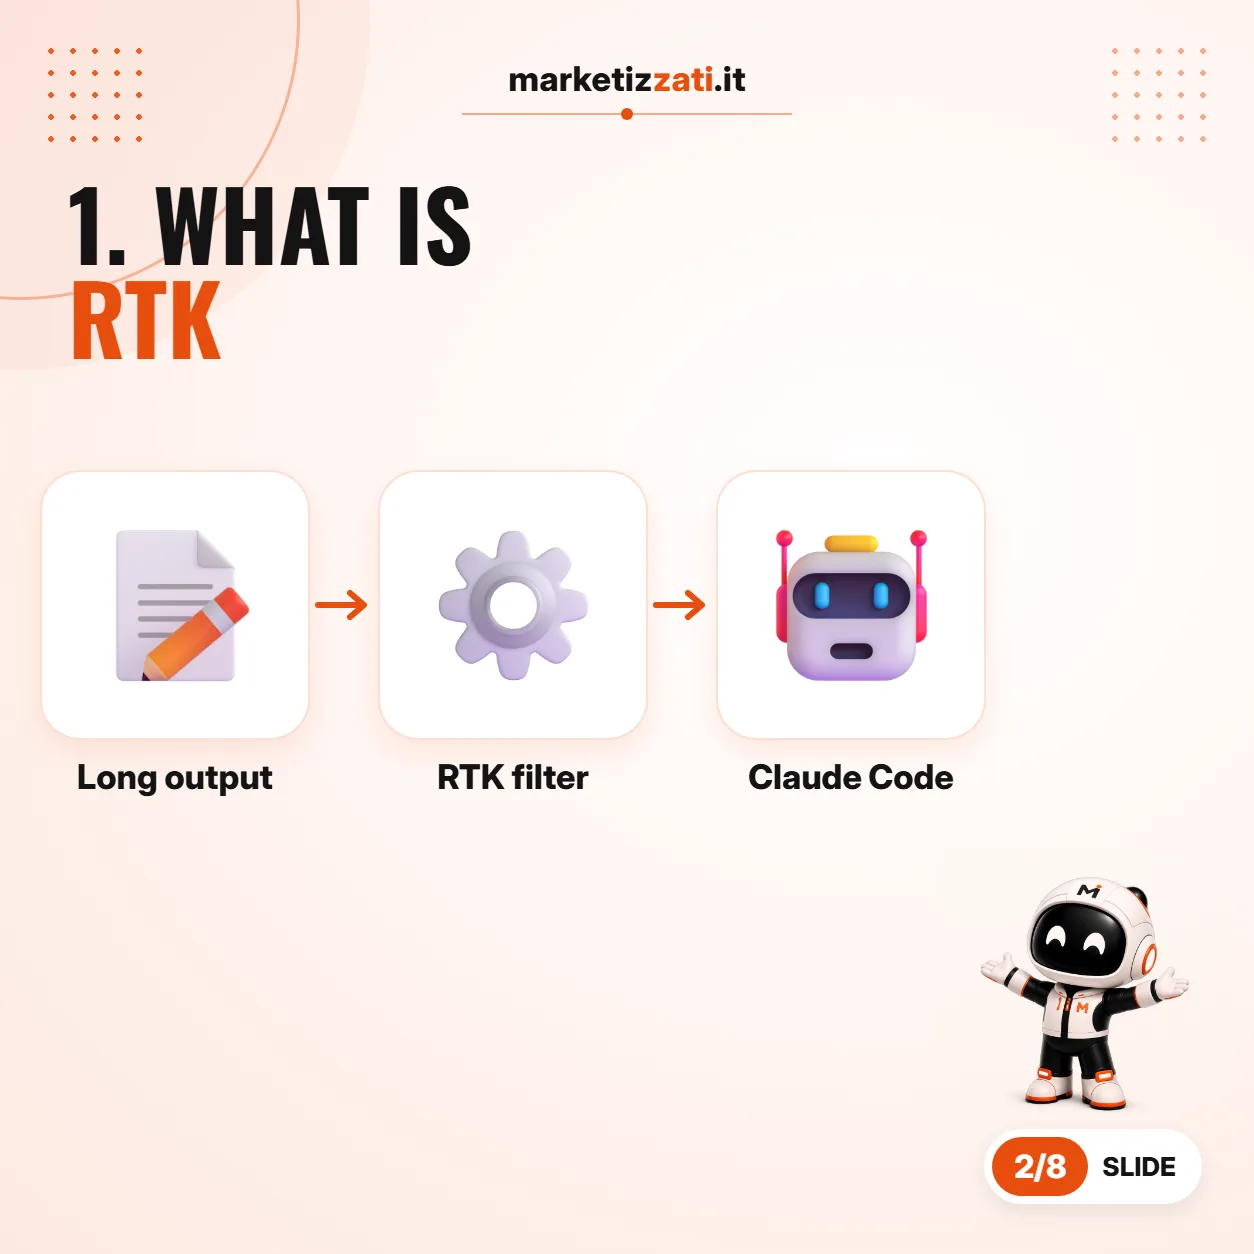 marketizzati.it
1. WHAT IS
RTK
Long output
RTK filter
Claude Code
M
2/8 SLIDE